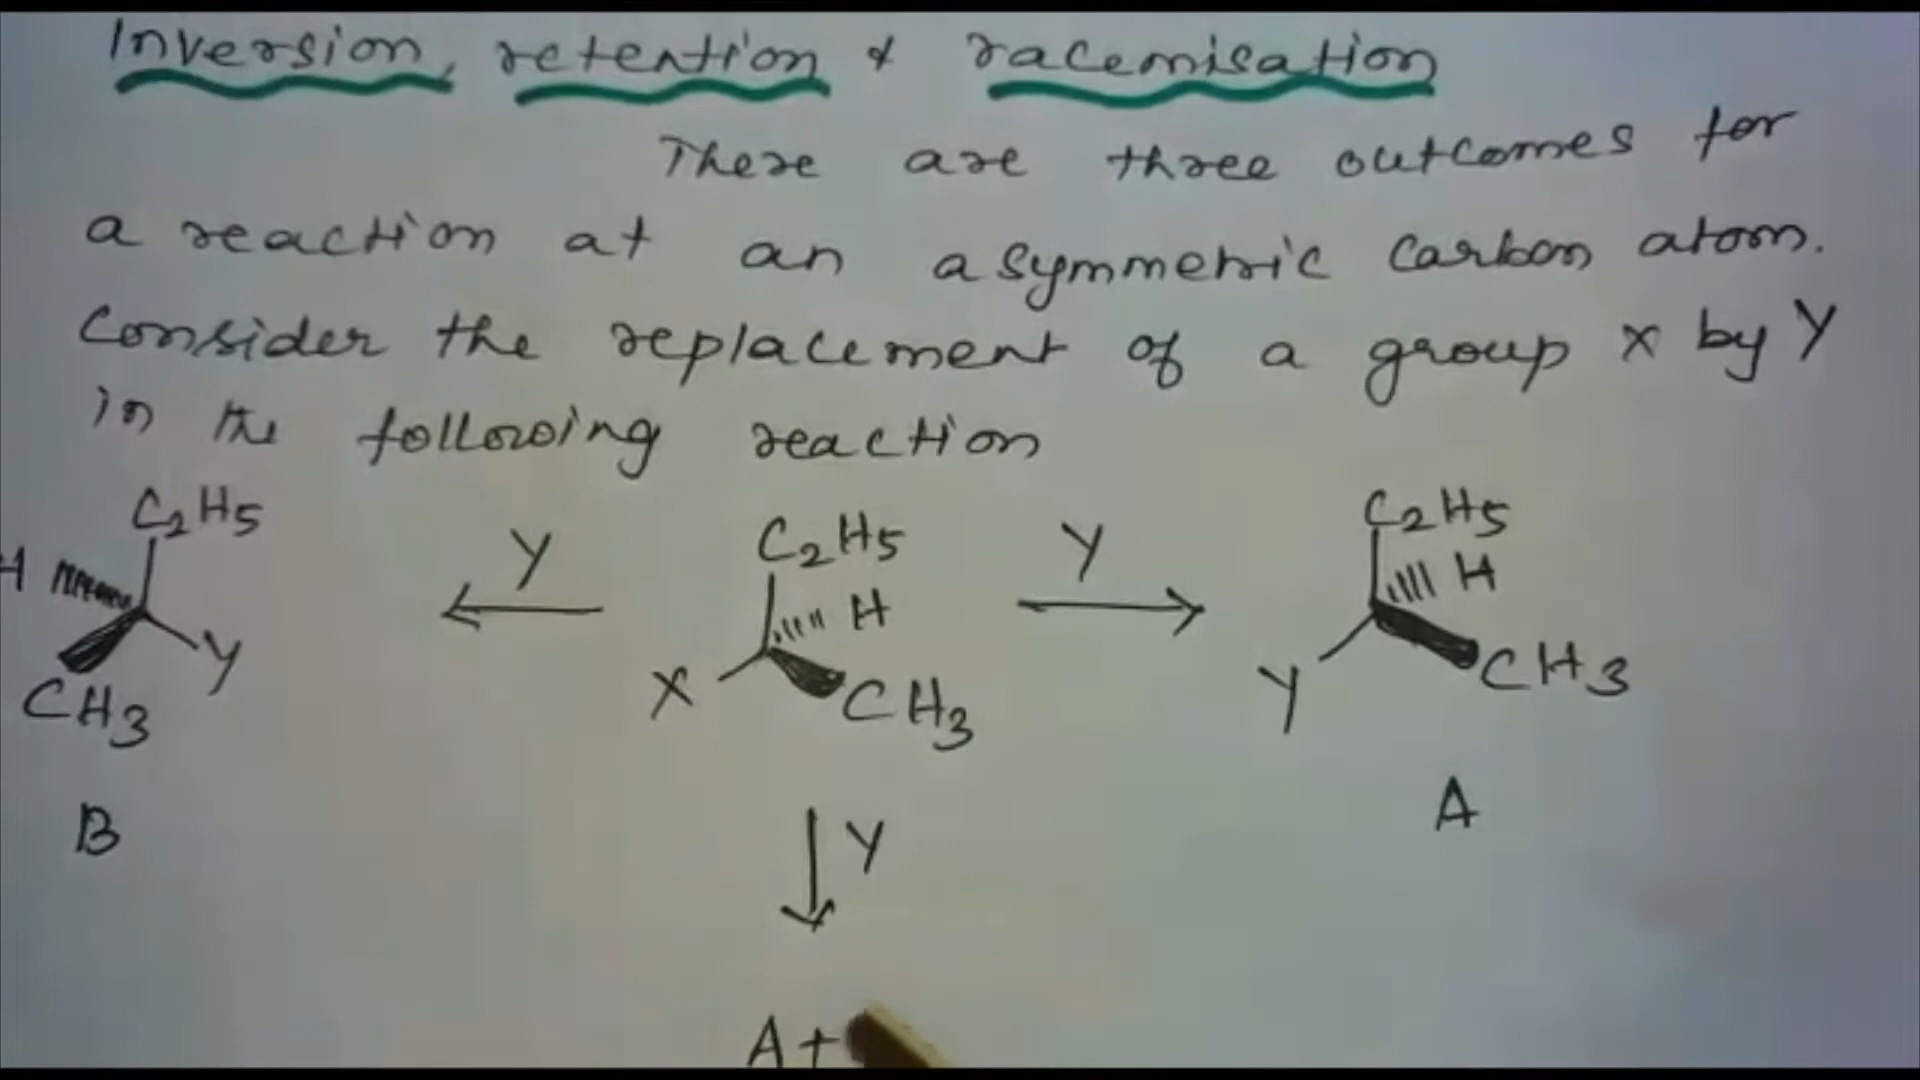 Inversion, retention & racemisation
There are three outcomes for
a reaction at an asymmetric carbon atom.
Consider the replacement of a group X by Y
in the following reaction
C2H5 Y C2H5 Y C2H5
H H H
X CH3 Y CH3
CH3 Y
B Y A
A+